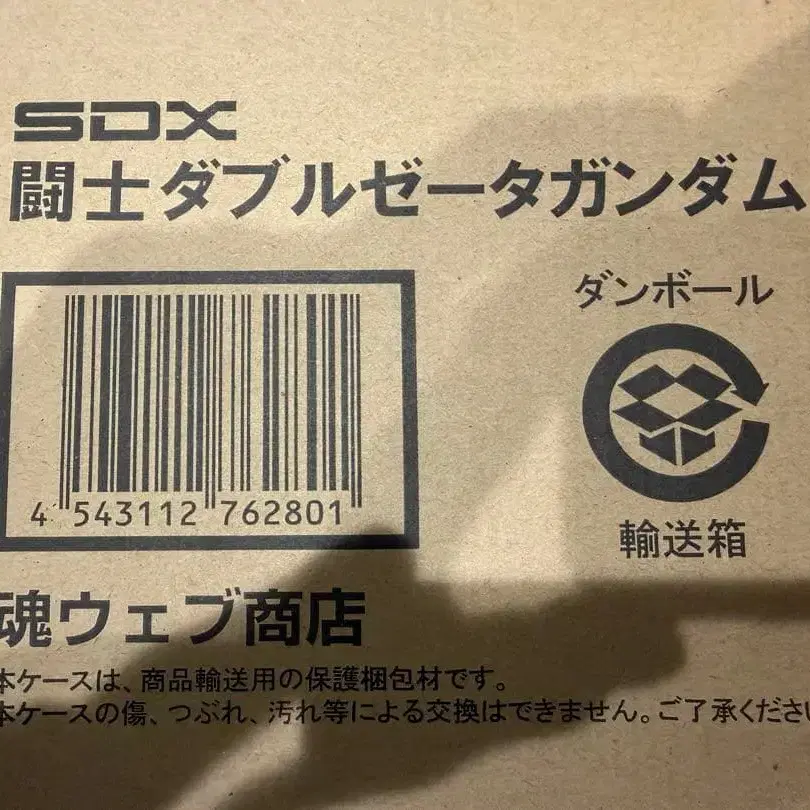 SDX
闘士ダブルゼータガンダム
ダンボール
4 543112 762801
輸送箱
魂ウェブ商店
本ケースは、商品輸送用の保護梱包材です。
本ケースの傷、つぶれ、汚れ等による交換はできません。ご了承ください